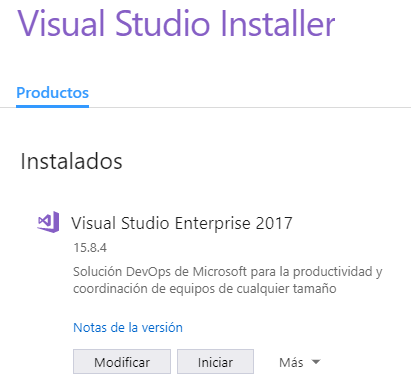 Visual Studio Installer
Productos
Instalados
Visual Studio Enterprise 2017
15.8.4
Solución DevOps de Microsoft para la productividad y
coordinación de equipos de cualquier tamaño
Notas de la versión
Modificar Iniciar Más